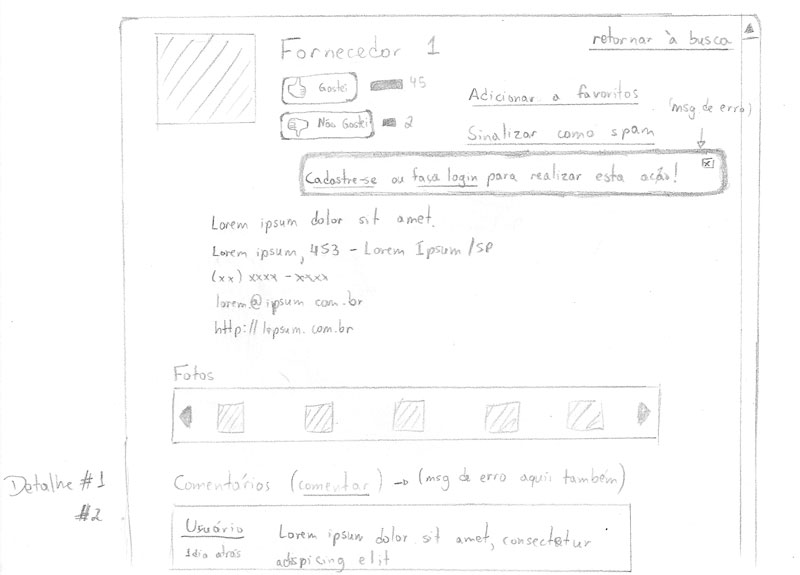 retornar à busca
Fornecedor 1
Gostei 45
Não Gostei 2
Adicionar a favoritos
(msg de erro)
Sinalizar como spam
x
Cadastre-se ou faça login para realizar esta ação!
Lorem ipsum dolor sit amet.
Lorem ipsum, 453 - Lorem Ipsum/SP
(xx) xxxx - xxxx
lorem@ipsum.com.br
http://lipsum.com.br
Fotos
Detalhe #1
#2
Comentários (comentar) → (msg de erro aqui também)
Usuário
1 dia atrás
Lorem ipsum dolor sit amet, consectetur
adipscing elit